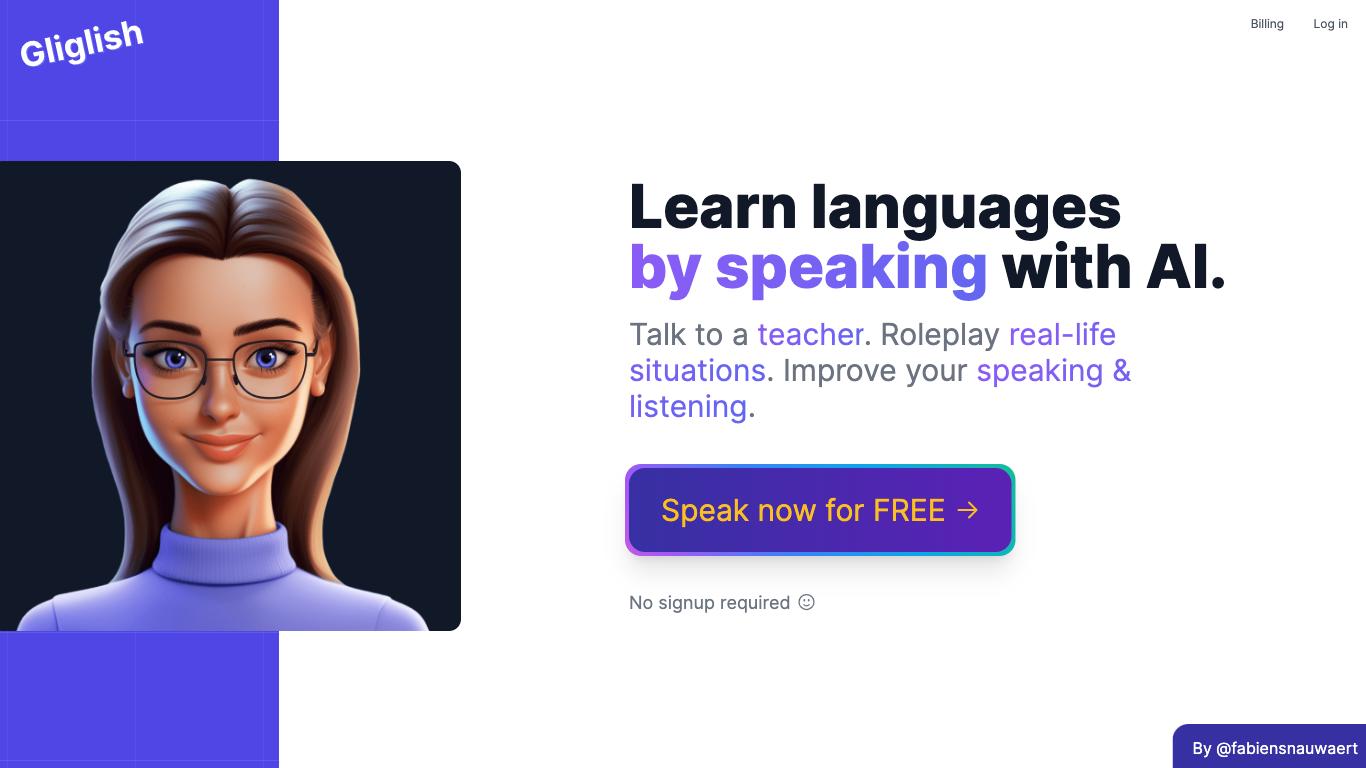 Gliglish
Billing
Log in
Learn languages
by speaking with AI.
Talk to a teacher. Roleplay real-life
situations. Improve your speaking &
listening.
Speak now for FREE →
No signup required
By @fabiensnauwaert